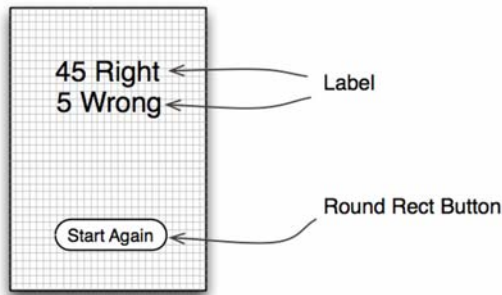 45 Right
5 Wrong
Label
Round Rect Button
Start Again